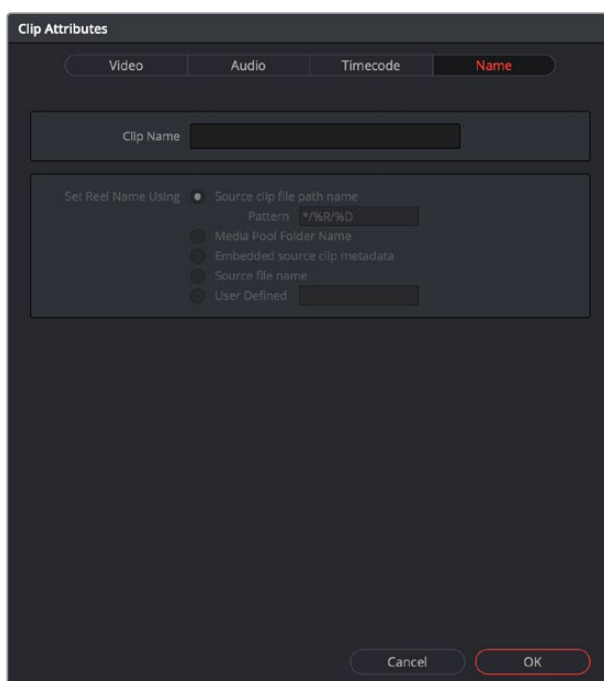 Clip Attributes
Video Audio Timecode Name
Clip Name
Set Reel Name Using Source clip file path name
Pattern */%R/%D
Media Pool Folder Name
Embedded source clip metadata
Source file name
User Defined
Cancel OK